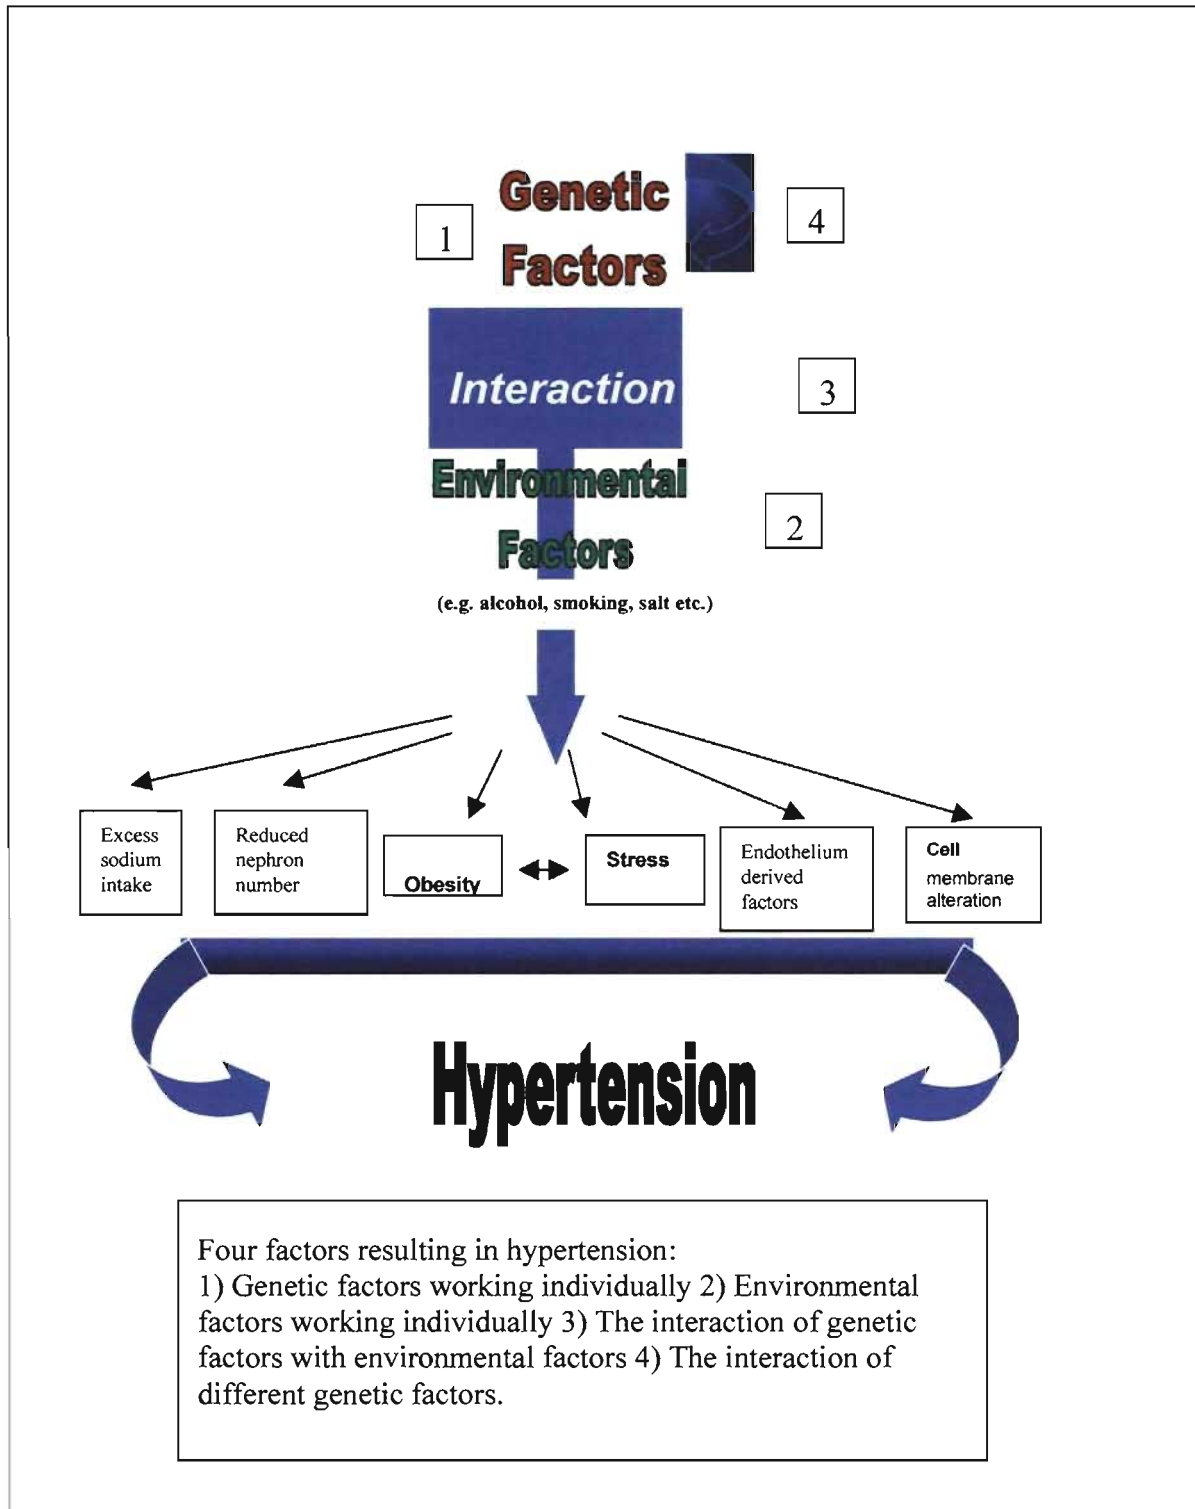 Genetic
Factors
1
4
Interaction
3
Environmental
Factors
2
(e.g. alcohol, smoking, salt etc.)
Excess
sodium
intake
Reduced
nephron
number
Obesity
Stress
Endothelium
derived
factors
Cell
membrane
alteration
Hypertension
Four factors resulting in hypertension:
1) Genetic factors working individually 2) Environmental
factors working individually 3) The interaction of genetic
factors with environmental factors 4) The interaction of
different genetic factors.